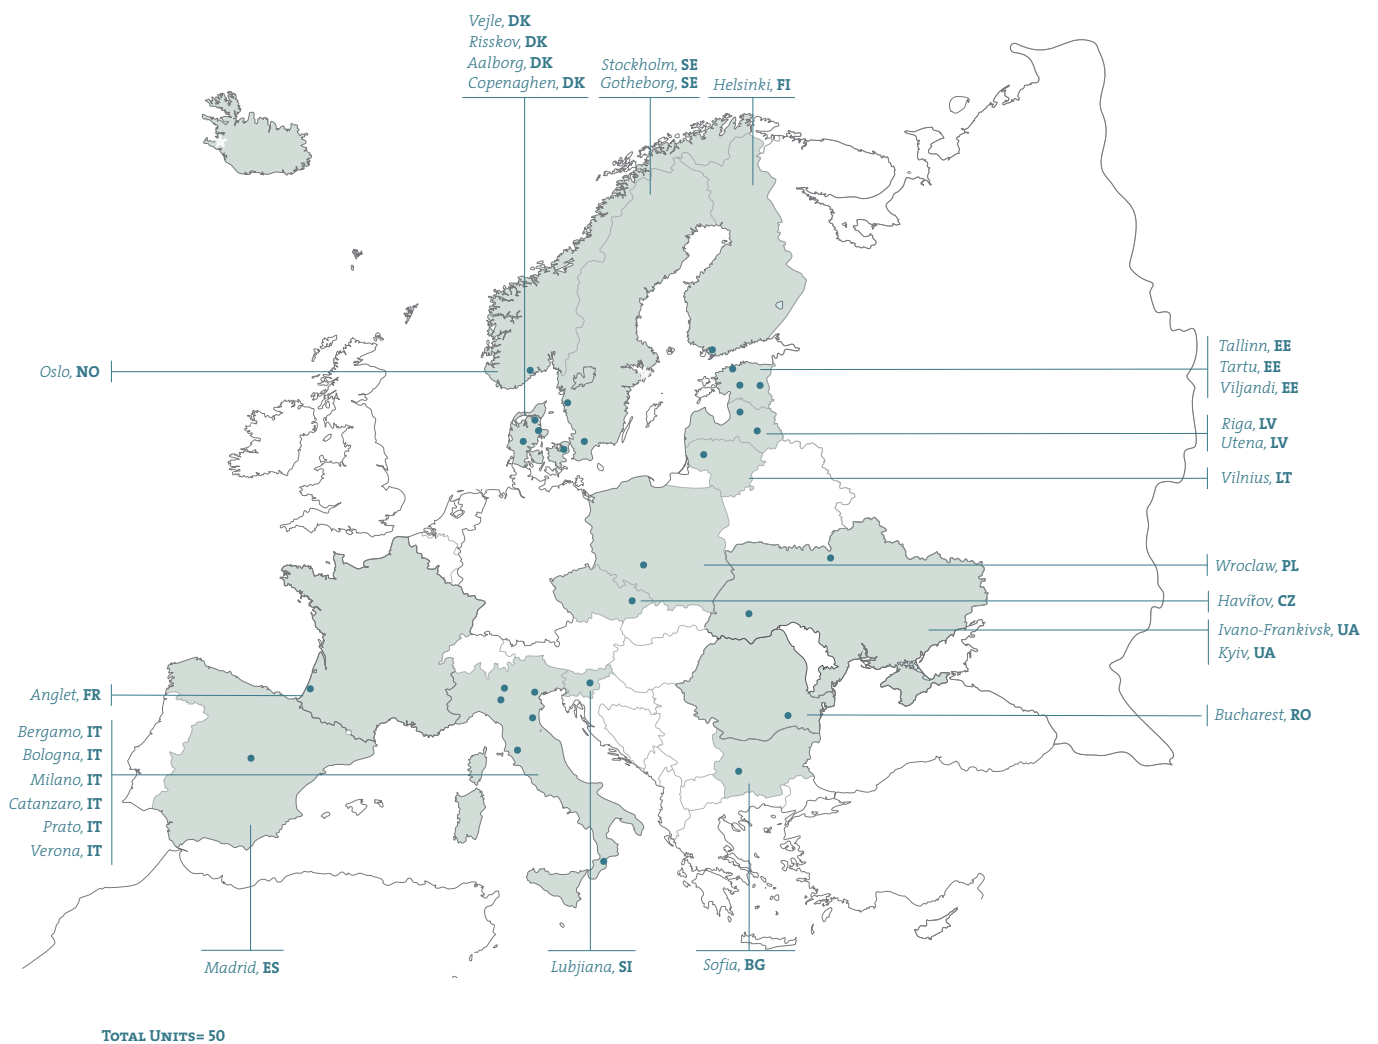 Vejle, DK
Risskov, DK
Aalborg, DK
Copenaghen, DK
Stockholm, SE
Gotheborg, SE
Helsinki, FI
Oslo, NO
Tallinn, EE
Tartu, EE
Viljandi, EE
Riga, LV
Utena, LV
Vilnius, LT
Wroclaw, PL
Havířov, CZ
Ivano-Frankivsk, UA
Kyiv, UA
Anglet, FR
Bucharest, RO
Bergamo, IT
Bologna, IT
Milano, IT
Catanzaro, IT
Prato, IT
Verona, IT
Madrid, ES
Lubjiana, SI
Sofia, BG
Total Units= 50